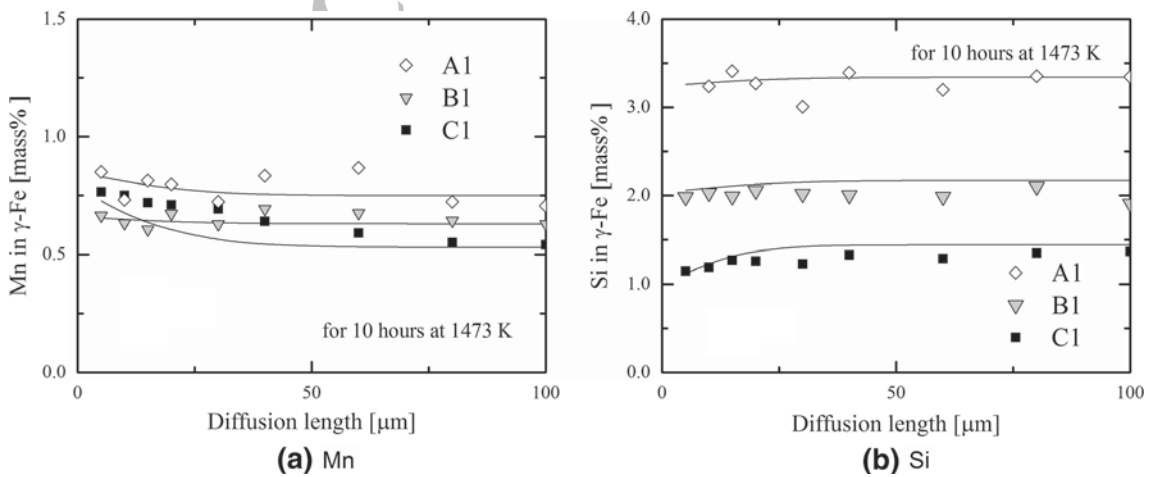 1.5
1.0
0.5
0.0
Mn in γ-Fe [mass%]
A1
B1
C1
for 10 hours at 1473 K
0
50
100
Diffusion length [μm]
(a) Mn
4.0
3.0
2.0
1.0
0.0
Si in γ-Fe [mass% ]
for 10 hours at 1473 K
A1
B1
C1
0
50
100
Diffusion length [μm]
(b) Si